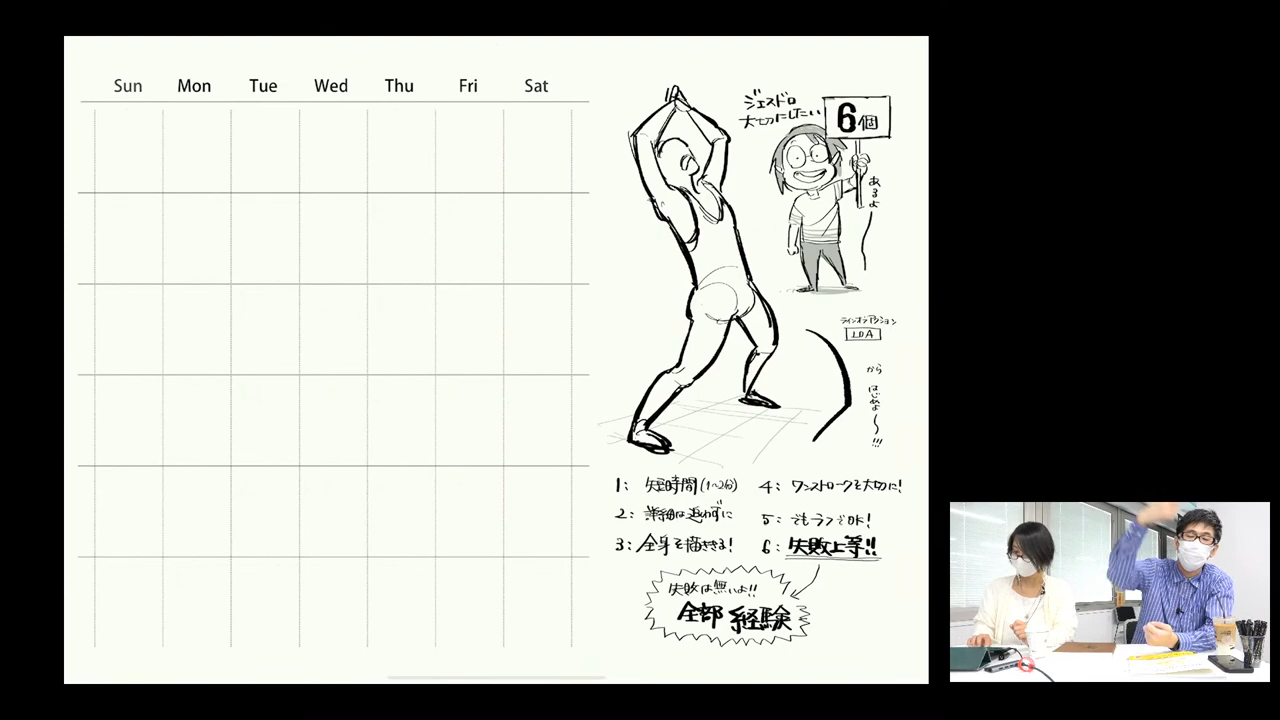 Sun Mon Tue Wed Thu Fri Sat
ジェスドロ
大切にしたい
6個
あるよ
ラインオブアクション
LOA
から
はじめよ〜!!!
1: 短時間(1〜2分)
2: 詳細は追わずに
3: 全身を描ききる!
4: ワンストロークを大切に!
5: でもラフでOK!
6: 失敗上等!!
失敗は無いよ!!
全部 経験